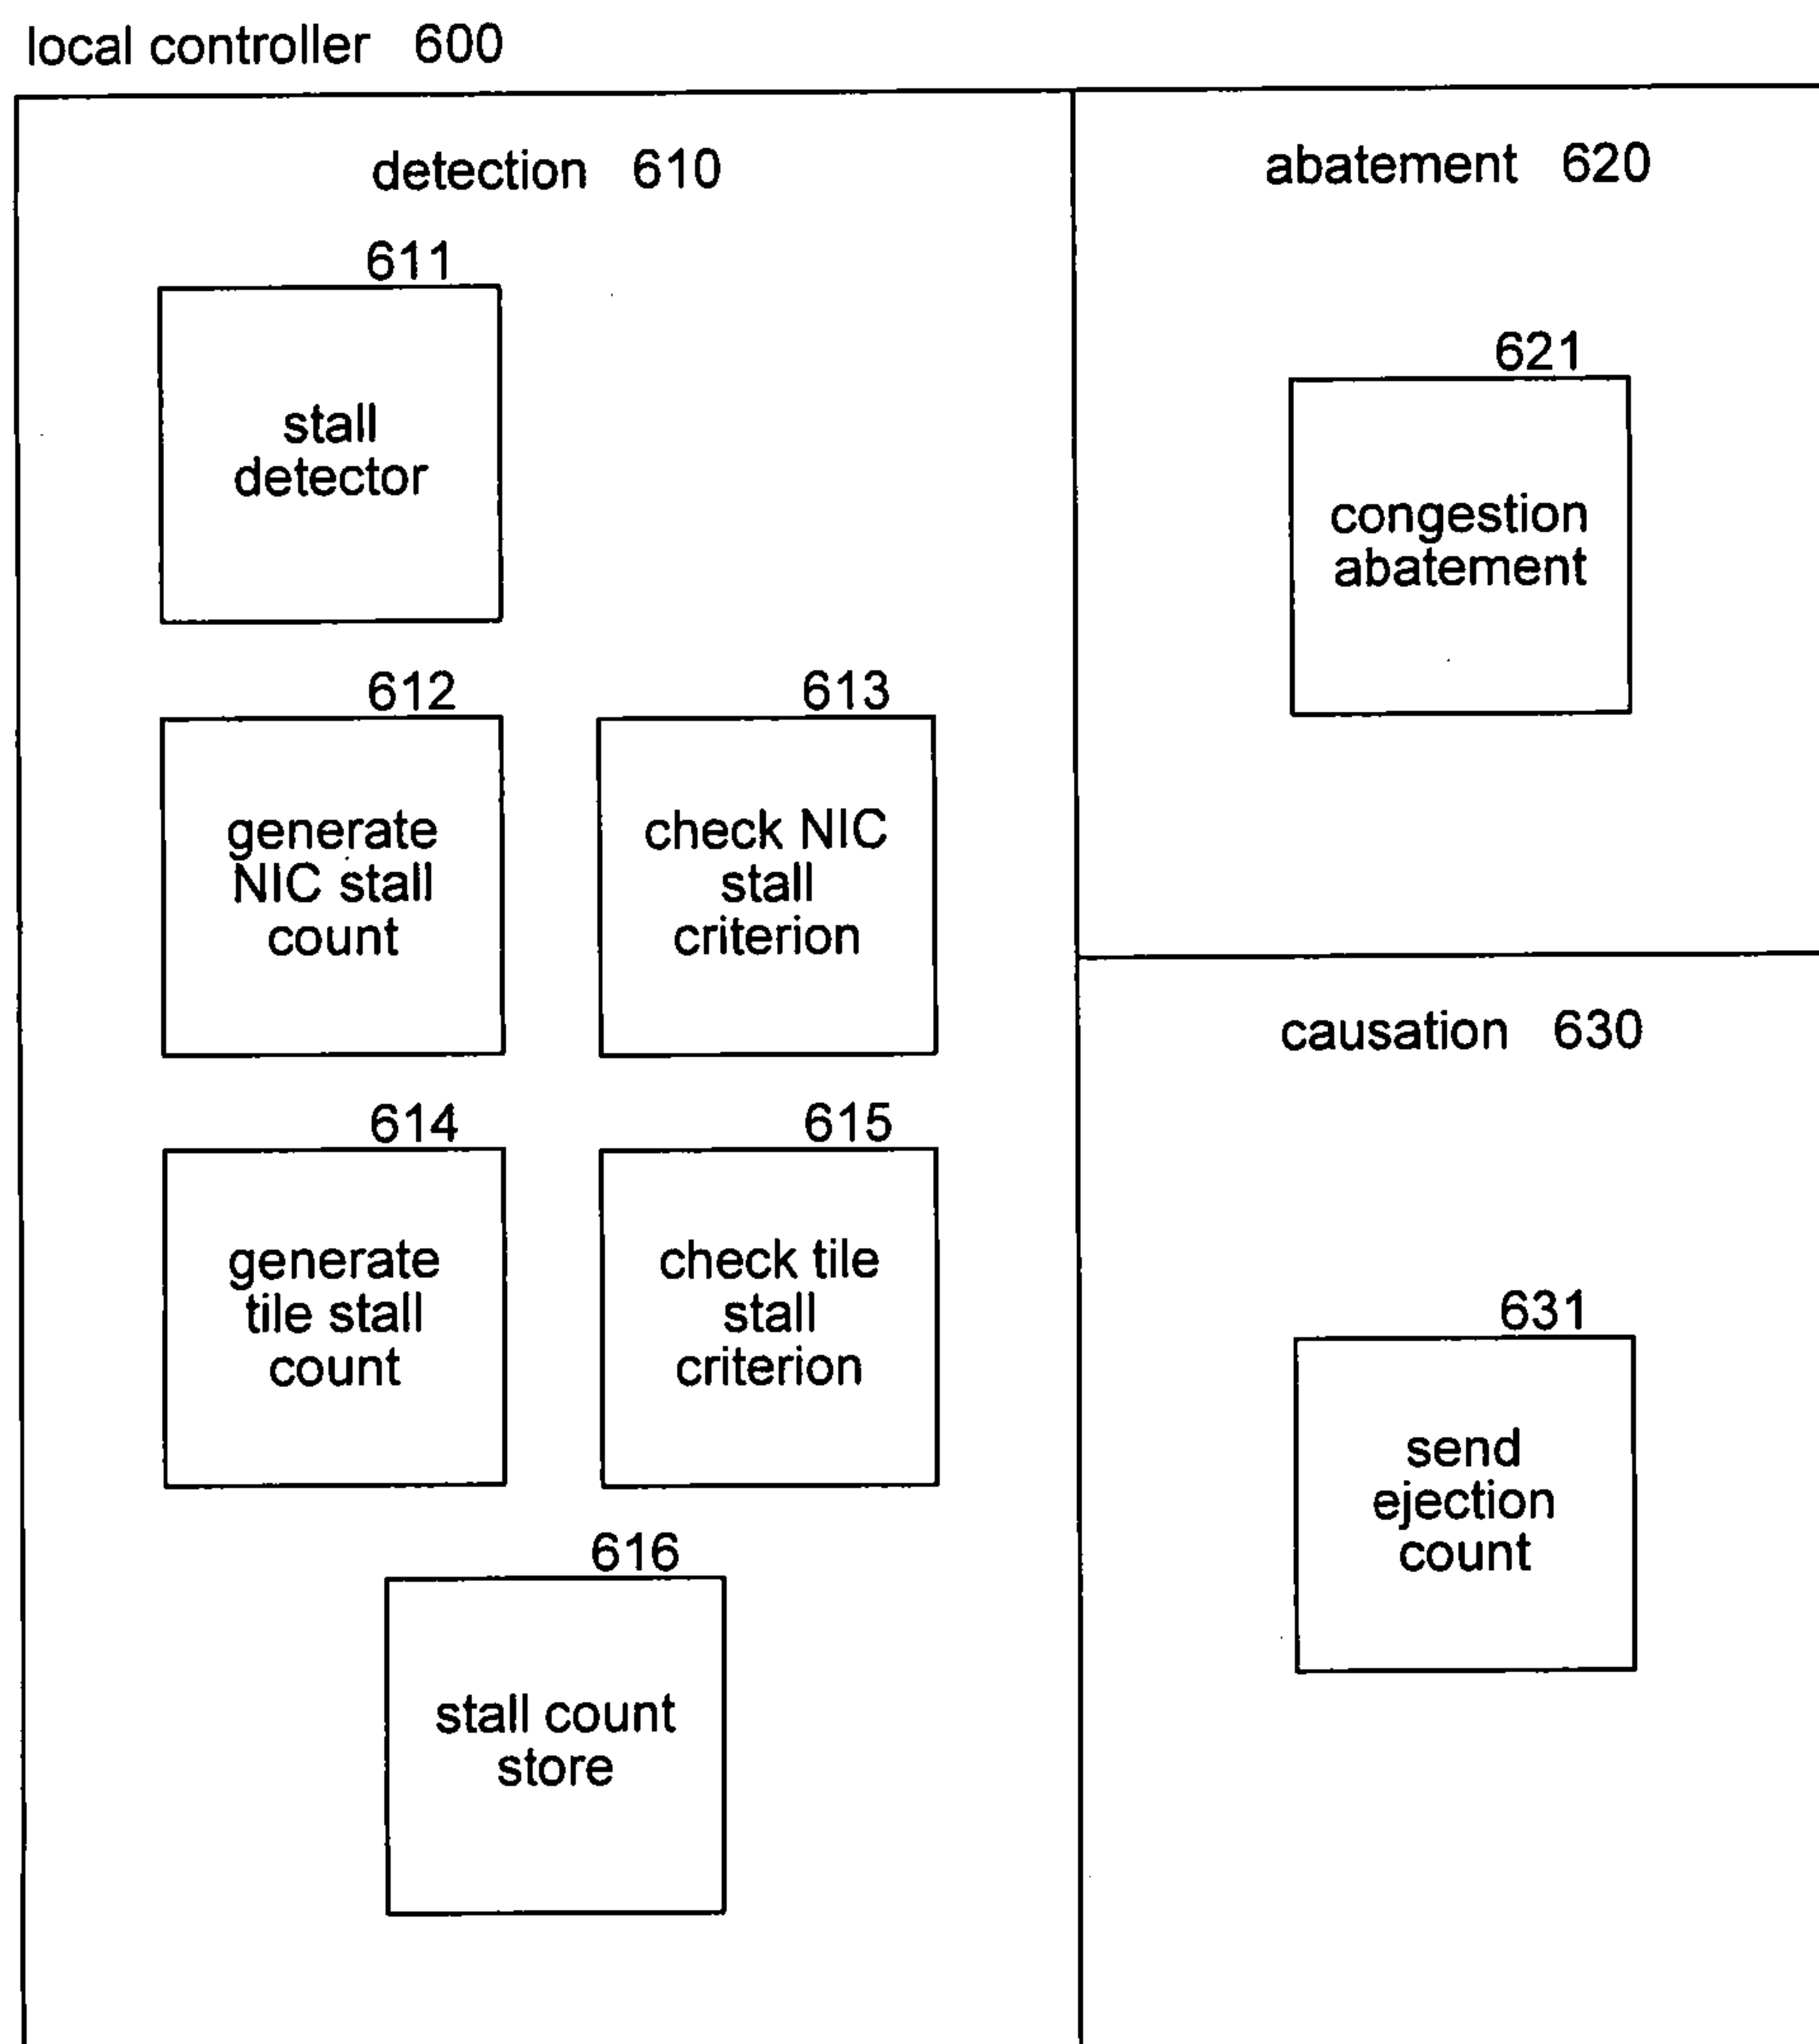 local controller 600
detection 610
611
stall
detector
612
generate
NIC stall
count
613
check NIC
stall
criterion
614
generate
tile stall
count
615
check tile
stall
criterion
616
stall count
store
abatement 620
621
congestion
abatement
causation 630
631
send
ejection
count